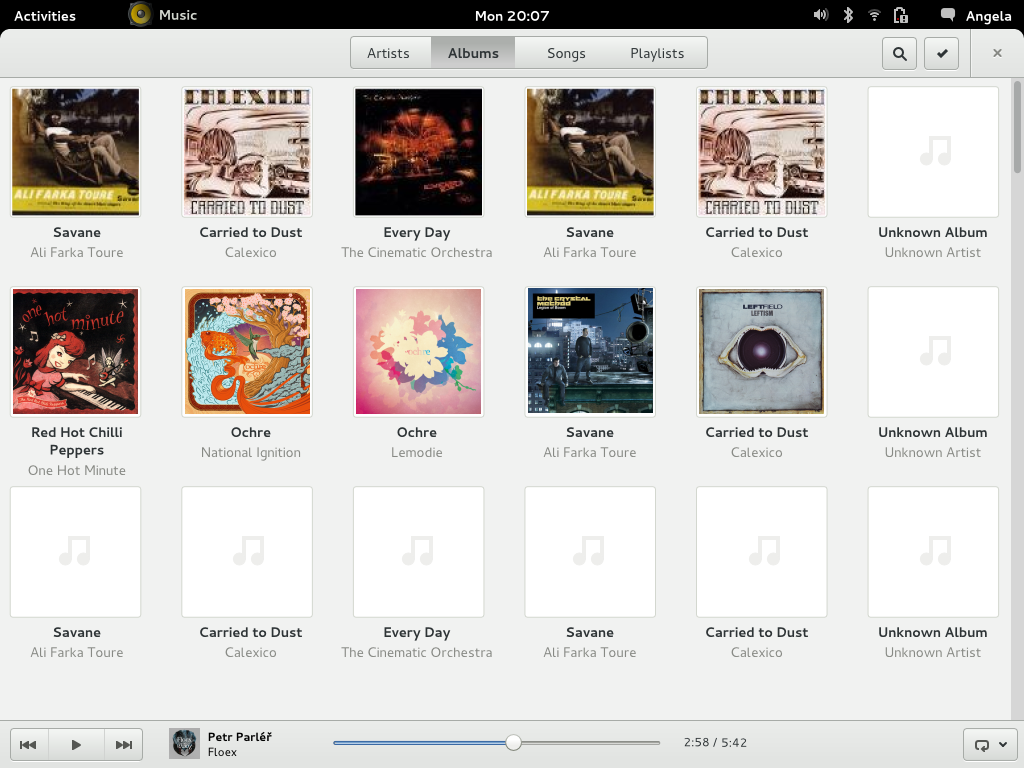 Activities Music Mon 20:07 Angela
Artists Albums Songs Playlists
ALI FARKA TOURE CALEXICO The Cinematic Orchestra ALI FARKA TOURE CALEXICO
Savane CARRIED TO DUST EVERY DAY Savane CARRIED TO DUST
Savane Carried to Dust Every Day Savane Carried to Dust Unknown Album
Ali Farka Toure Calexico The Cinematic Orchestra Ali Farka Toure Calexico Unknown Artist
one hot minute ochre the crystal method LEFTFIELD
Legion of Boom LEFTISM
Red Hot Chilli Ochre Ochre Savane Carried to Dust Unknown Album
Peppers National Ignition Lemodie Ali Farka Toure Calexico Unknown Artist
One Hot Minute
Savane Carried to Dust Every Day Savane Carried to Dust Unknown Album
Ali Farka Toure Calexico The Cinematic Orchestra Ali Farka Toure Calexico Unknown Artist
Petr Parléř
Floex
2:58 / 5:42